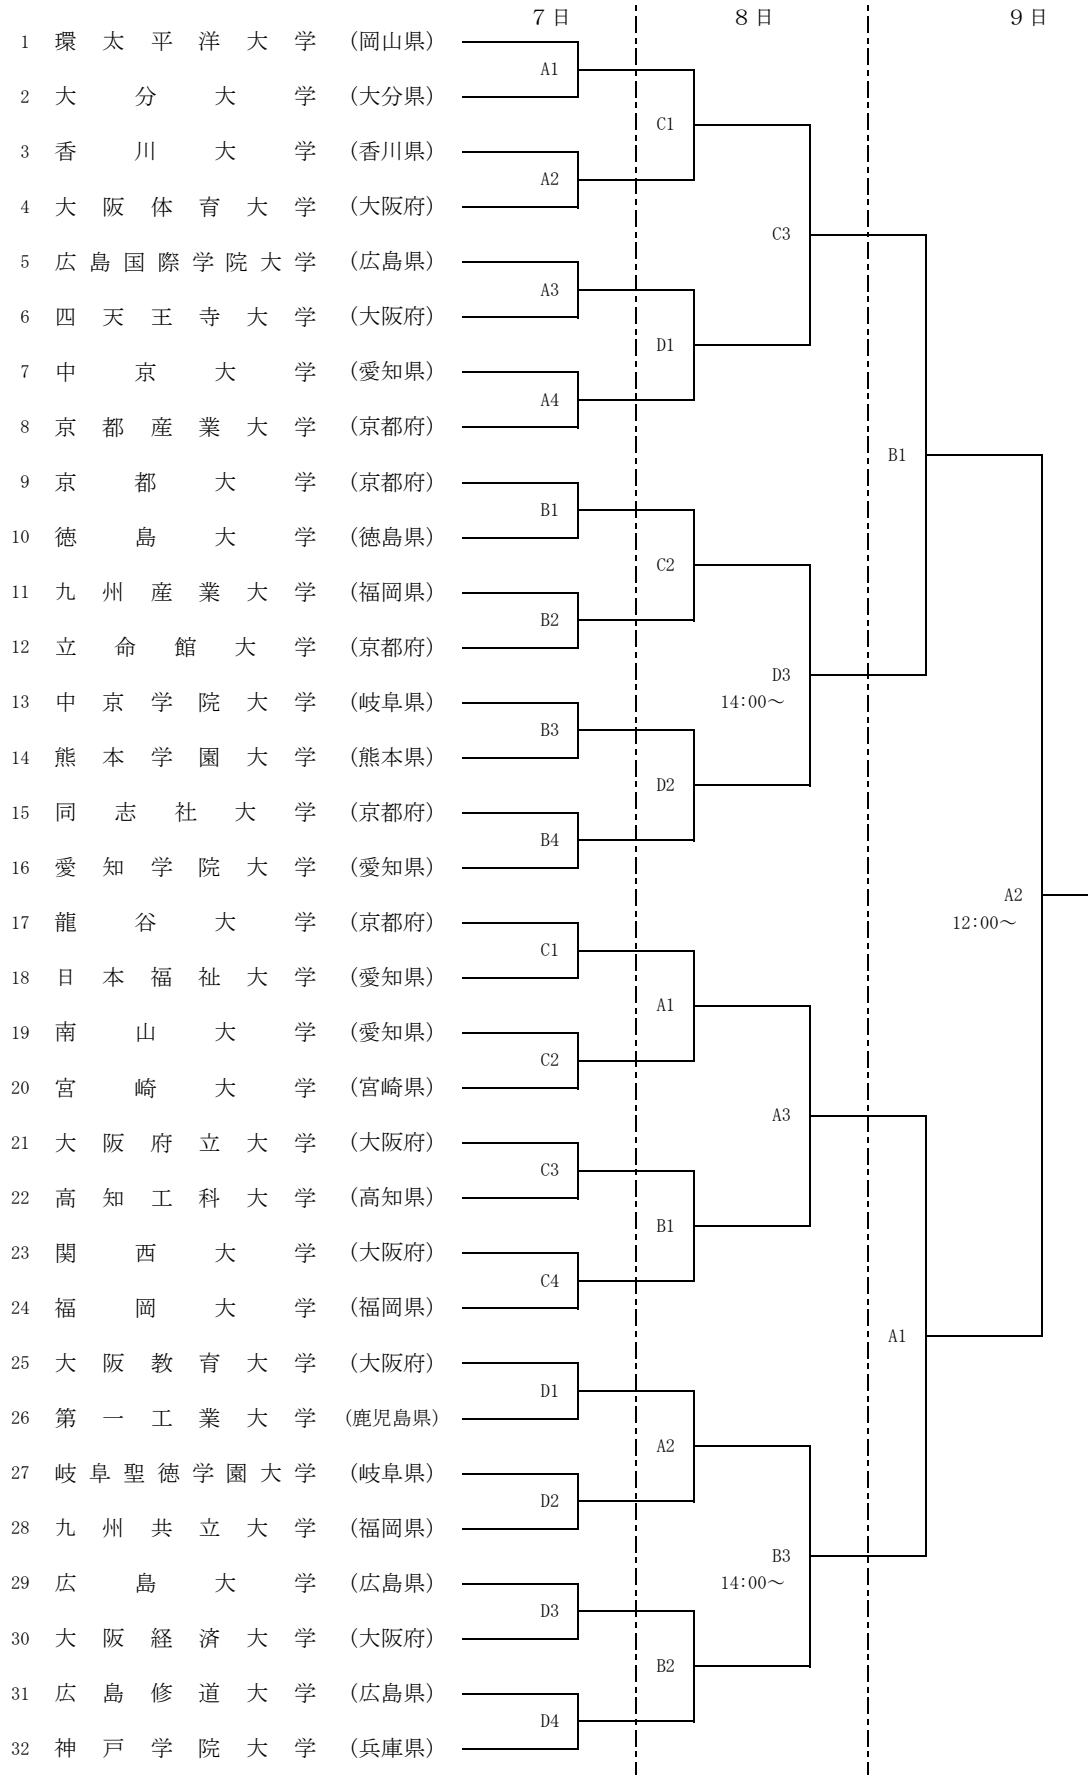 7日 8日 9日
1 環太平洋大学 (岡山県)
A1
2 大分大学 (大分県)
C1
3 香川大学 (香川県)
A2
4 大阪体育大学 (大阪府)
C3
5 広島国際学院大学 (広島県)
A3
6 四天王寺大学 (大阪府)
D1
7 中京大学 (愛知県)
A4
8 京都産業大学 (京都府)
B1
9 京都大学 (京都府)
B1
10 徳島大学 (徳島県)
C2
11 九州産業大学 (福岡県)
B2
12 立命館大学 (京都府)
D3
14:00～
13 中京学院大学 (岐阜県)
B3
14 熊本学園大学 (熊本県)
D2
15 同志社大学 (京都府)
B4
16 愛知学院大学 (愛知県)
A2
12:00～
17 龍谷大学 (京都府)
C1
18 日本福祉大学 (愛知県)
A1
19 南山大学 (愛知県)
C2
20 宮崎大学 (宮崎県)
A3
21 大阪府立大学 (大阪府)
C3
22 高知工科大学 (高知県)
B1
23 関西大学 (大阪府)
C4
24 福岡大学 (福岡県)
A1
25 大阪教育大学 (大阪府)
D1
26 第一工業大学 (鹿児島県)
A2
27 岐阜聖徳学園大学 (岐阜県)
D2
28 九州共立大学 (福岡県)
B3
14:00～
29 広島大学 (広島県)
D3
30 大阪経済大学 (大阪府)
B2
31 広島修道大学 (広島県)
D4
32 神戸学院大学 (兵庫県)